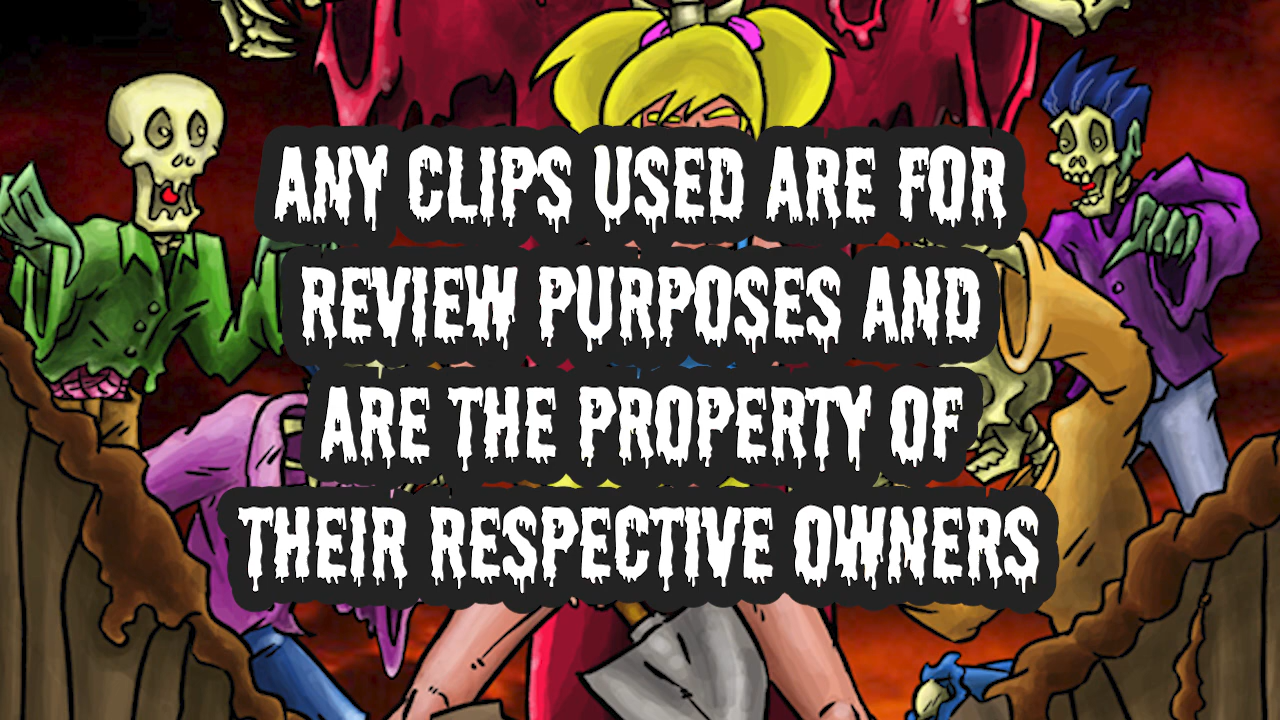 ANY CLIPS USED ARE FOR
REVIEW PURPOSES AND
ARE THE PROPERTY OF
THEIR RESPECTIVE OWNERS